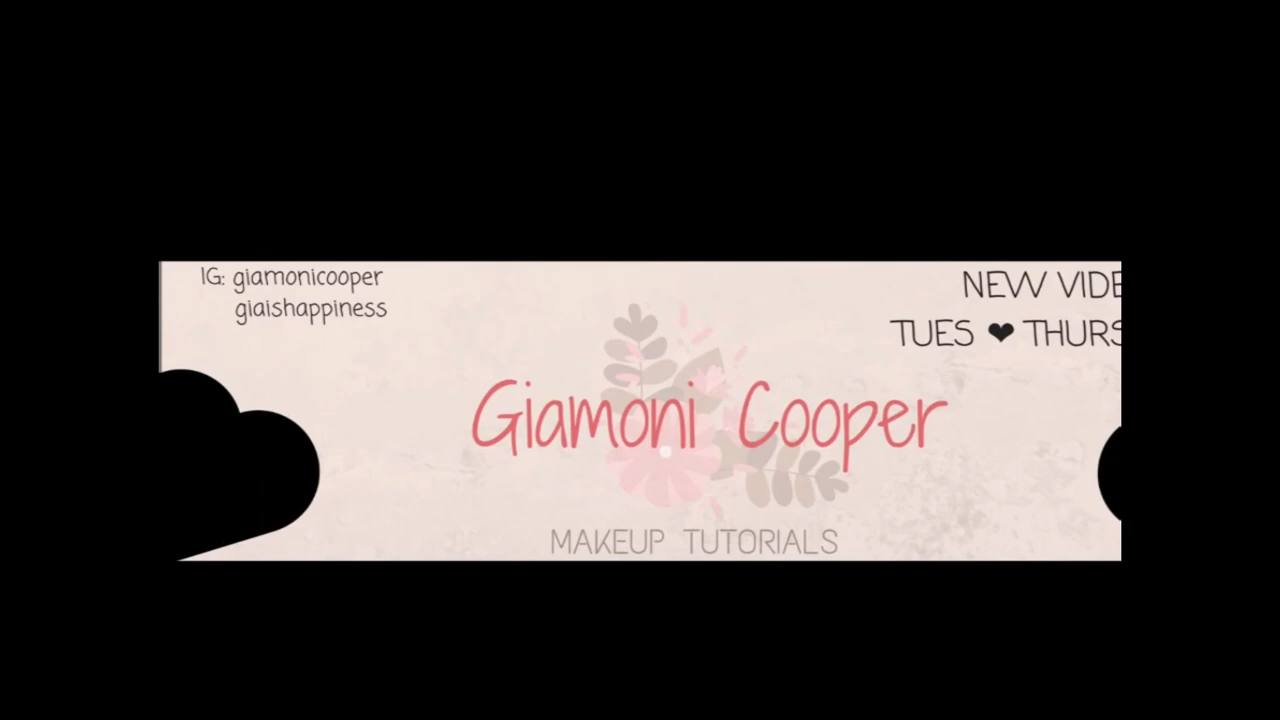 IG: giamonicooper
giaishappiness
NEW VIDE
TUES ❤ THURS
Giamoni Cooper
MAKEUP TUTORIALS